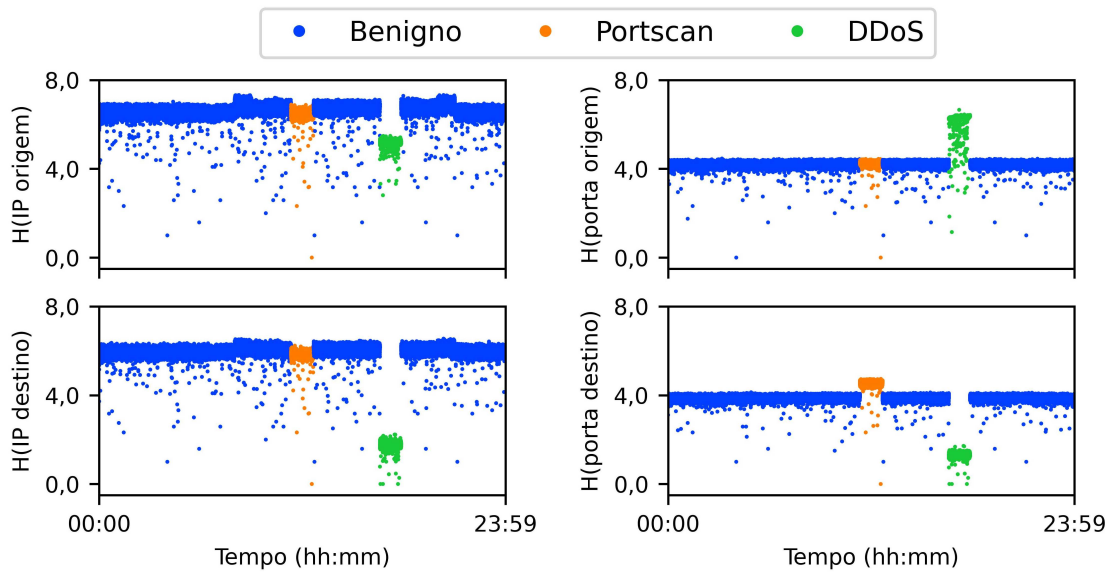 Benigno Portscan DDoS
8,0
4,0
0,0
H(IP origem)
8,0
4,0
0,0
H(porta origem)
8,0
4,0
0,0
H(IP destino)
00:00 23:59
Tempo (hh:mm)
8,0
4,0
0,0
H(porta destino)
00:00 23:59
Tempo (hh:mm)